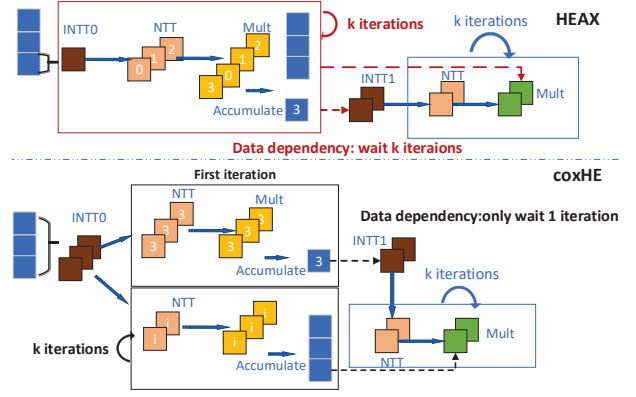 HEAX
INTT0
NTT
Mult
k iterations
k iterations
0
1
2
3
0
1
2
INTT1
NTT
Mult
Accumulate
3
Data dependency: wait k iteraions
coxHE
First iteration
INTT0
NTT
Mult
3
3
3
3
3
3
Data dependency:only wait 1 iteration
INTT1
Accumulate
3
k iterations
NTT
i
i
k iterations
i
i
i
Accumulate
Mult
NTT